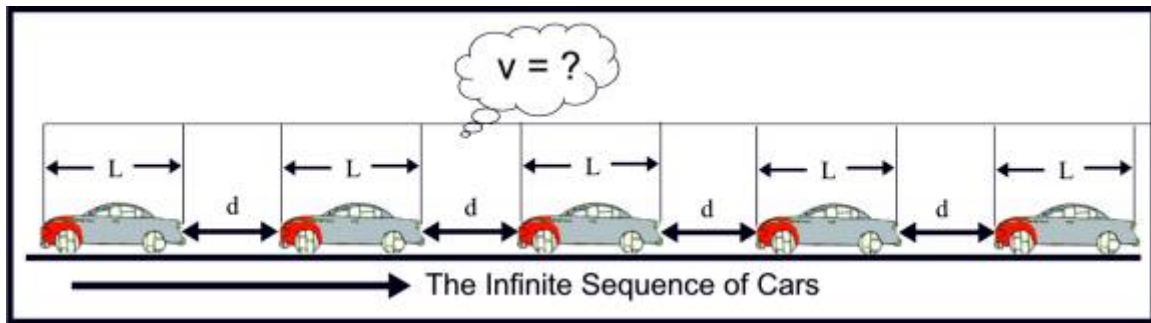 v = ?
L L L L L
d d d d
The Infinite Sequence of Cars